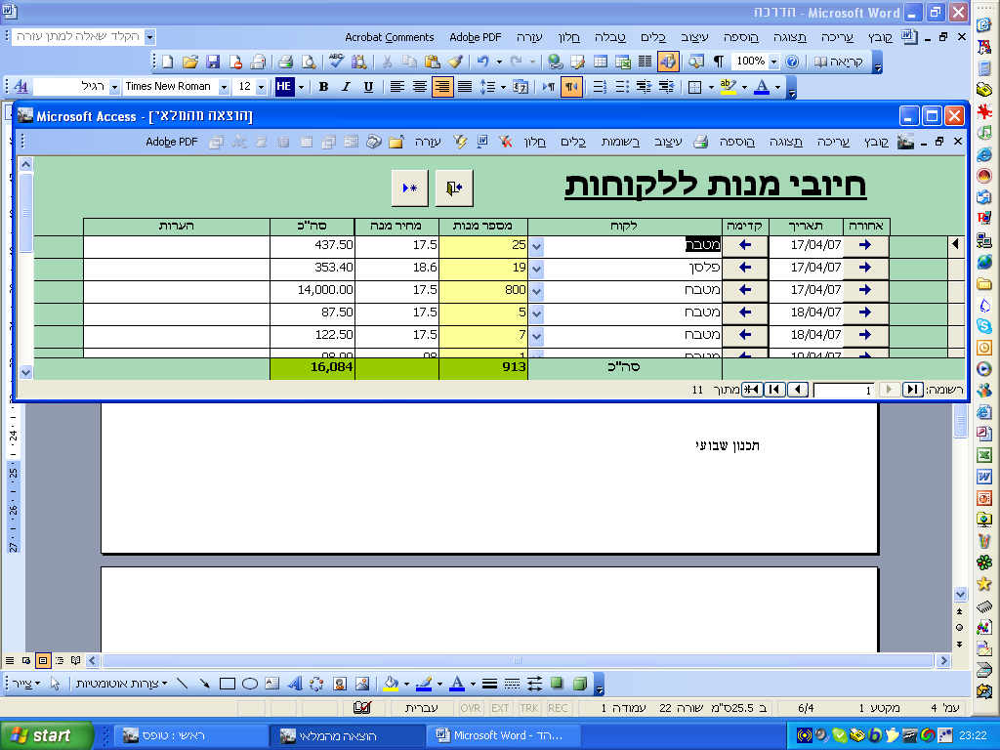 הדרכה - Microsoft Word
קובץ עריכה תצוגה הוספה עיצוב כלים טבלה חלון עזרה Adobe PDF Acrobat Comments הקלד שאלה למתן עזרה
100% קריאה
רגיל Times New Roman 12 HE B I U
Microsoft Access - [הוצאה מהמלאי]
קובץ עריכה תצוגה הוספה עיצוב רשומות כלים חלון עזרה Adobe PDF
חיובי מנות ללקוחות
אחורה תאריך קדימה לקוח מספר מנות מחיר מנה סה"כ הערות
17/04/07 מטבח 25 17.5 437.50
17/04/07 פלסן 19 18.6 353.40
17/04/07 מטבח 800 17.5 14,000.00
18/04/07 מטבח 5 17.5 87.50
18/04/07 מטבח 7 17.5 122.50
סה"כ 913 16,084
רשומה: 1 מתוך 11
תכנון שבועי
24
25
26
27
צייר צורות אוטומטיות
עמ' 4 מקטע 1 6/4 ב 25.5ס"מ שורה 22 עמודה 1 REC TRK EXT OVR עברית
start ראשי : טופס הוצאה מהמלאי Microsoft Word - הד... 23:22